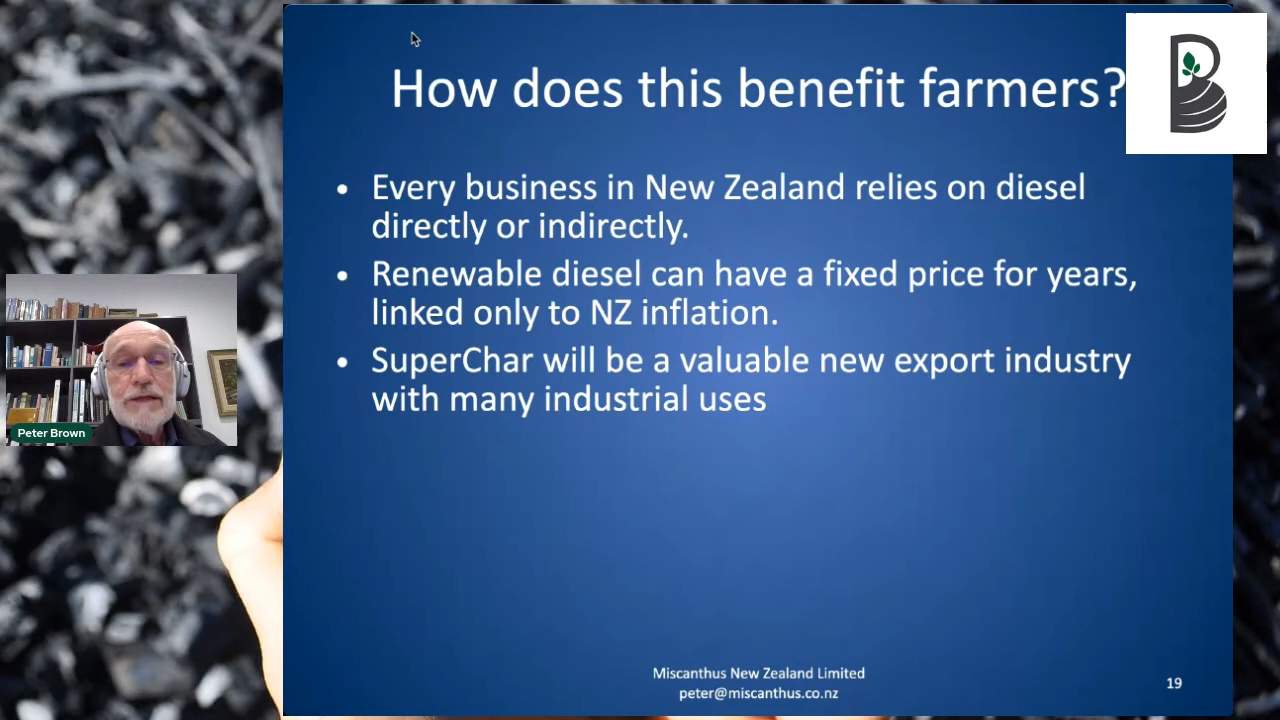 How does this benefit farmers?
• Every business in New Zealand relies on diesel
directly or indirectly.
• Renewable diesel can have a fixed price for years,
linked only to NZ inflation.
• SuperChar will be a valuable new export industry
with many industrial uses
Peter Brown
Miscanthus New Zealand Limited
peter@miscanthus.co.nz
19